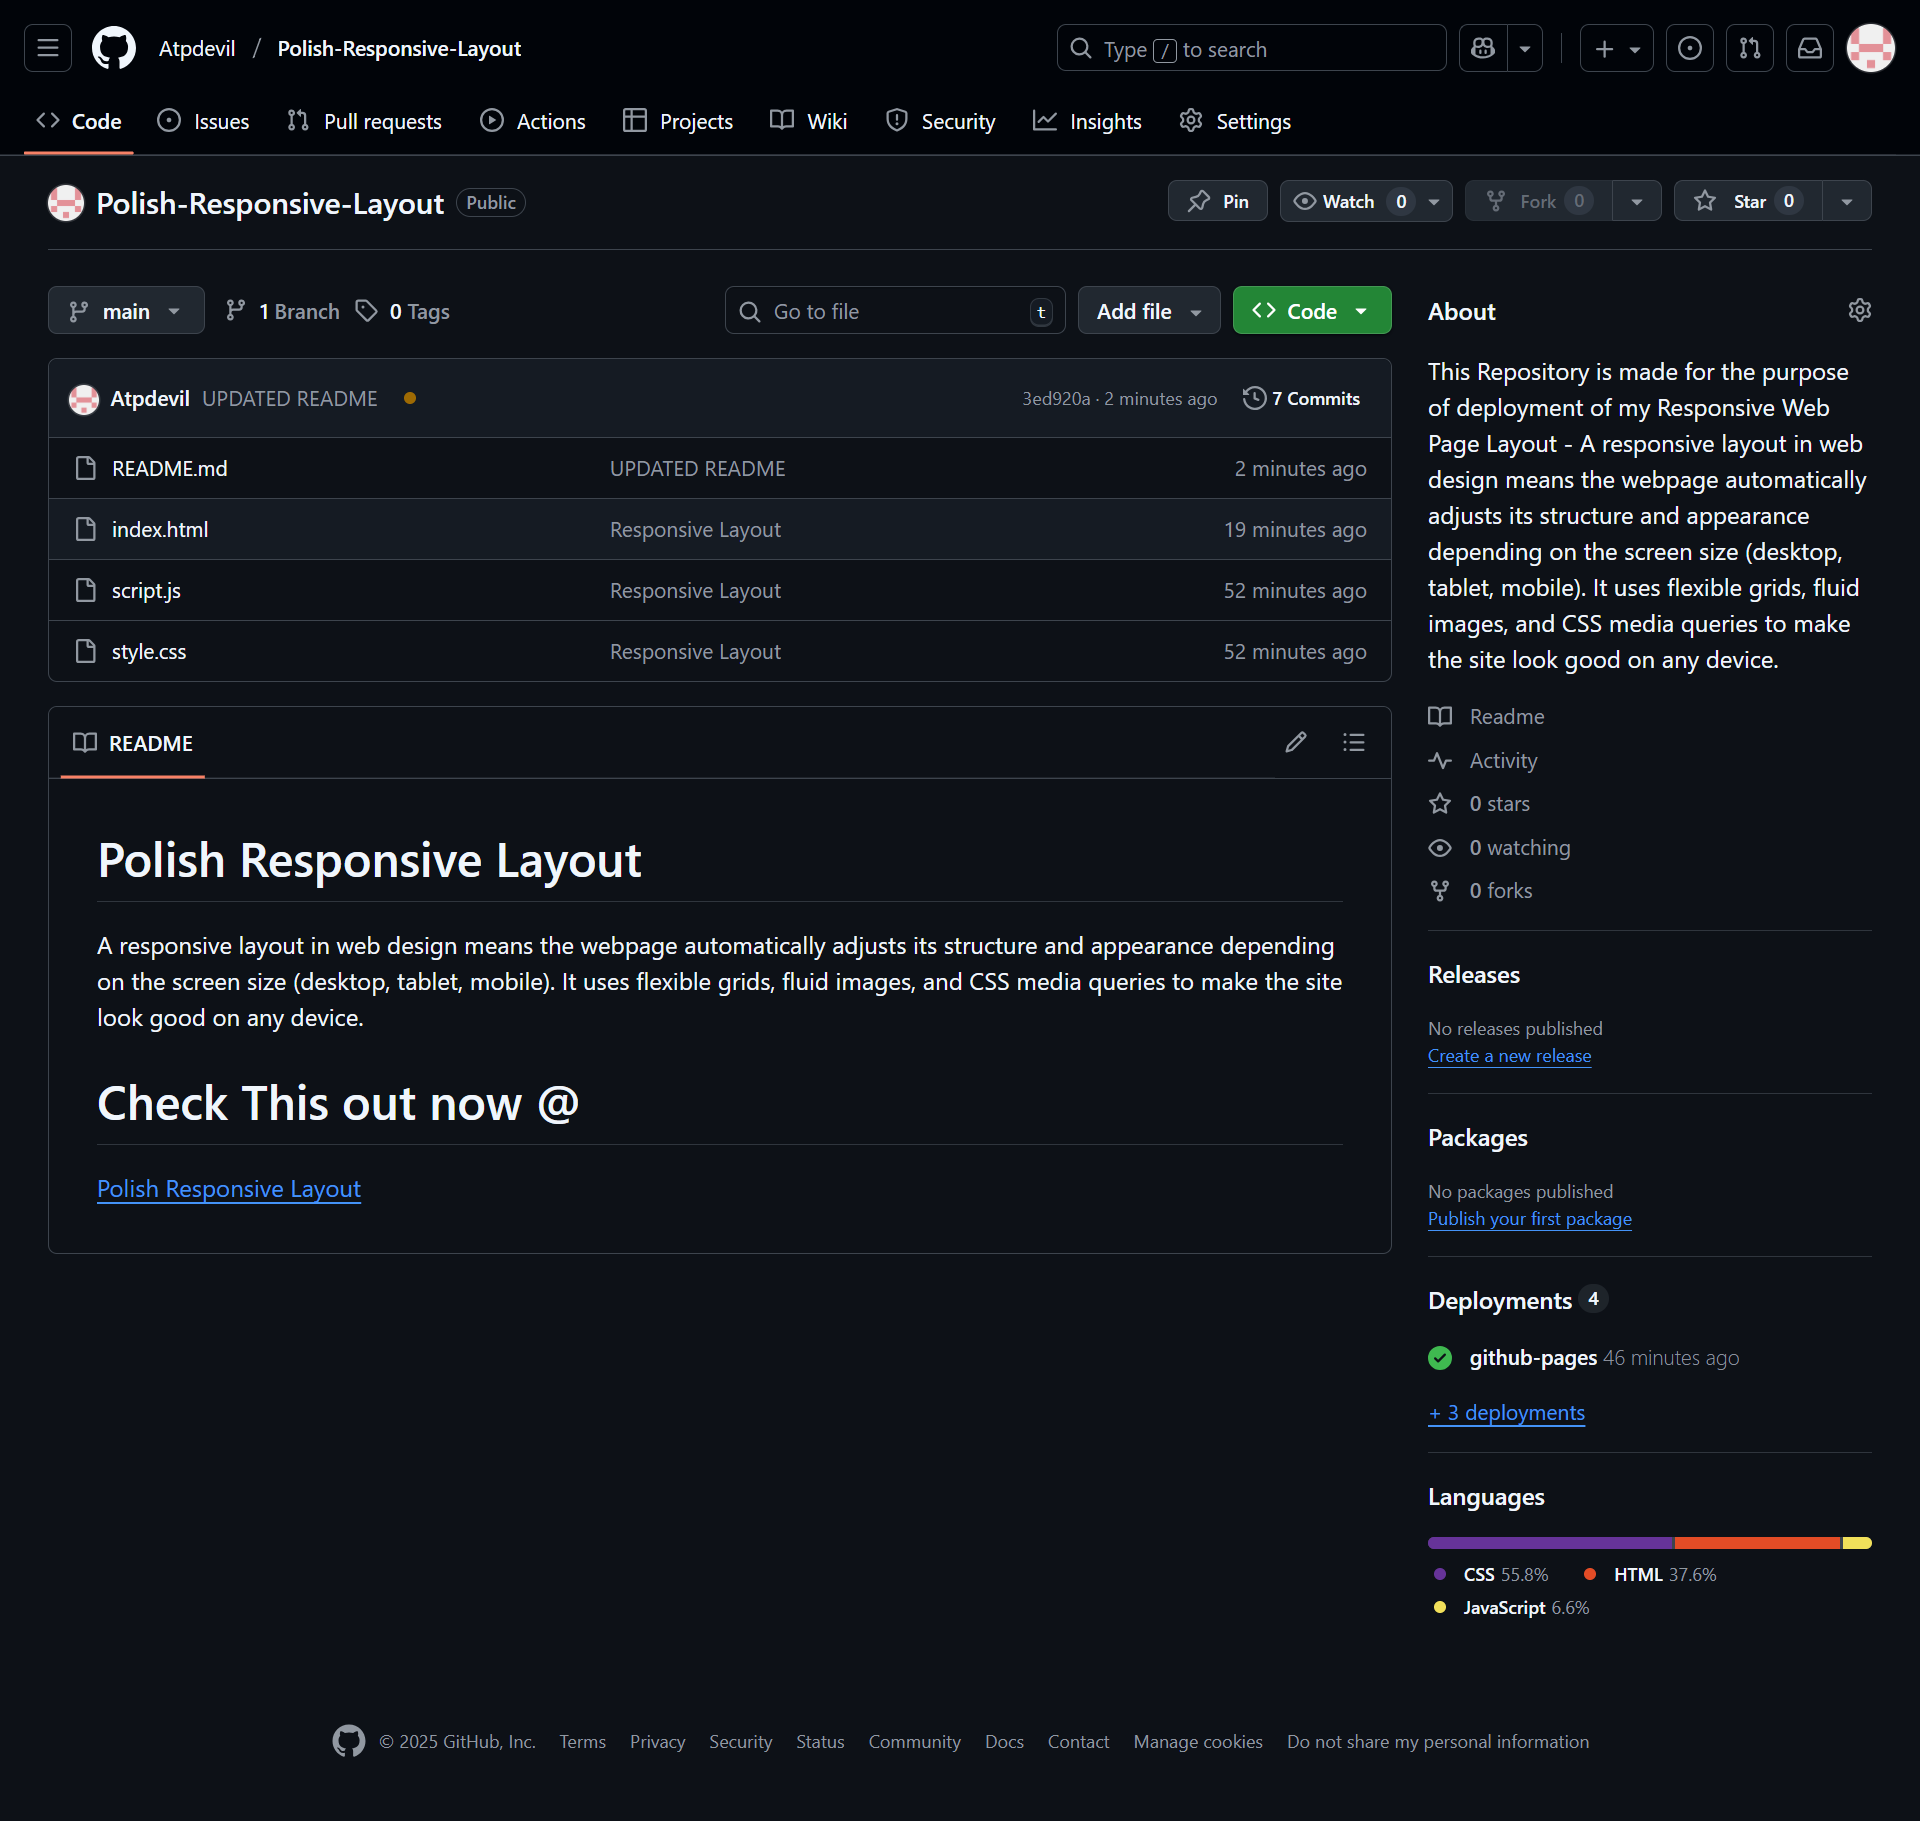 Atpdevil / Polish-Responsive-Layout
Type / to search
Code Issues Pull requests Actions Projects Wiki Security Insights Settings
Polish-Responsive-Layout Public
Pin Watch 0 Fork 0 Star 0
main 1 Branch 0 Tags
Go to file t Add file Code
Atpdevil UPDATED README 3ed920a · 2 minutes ago 7 Commits
README.md UPDATED README 2 minutes ago
index.html Responsive Layout 19 minutes ago
script.js Responsive Layout 52 minutes ago
style.css Responsive Layout 52 minutes ago
README
Polish Responsive Layout
A responsive layout in web design means the webpage automatically adjusts its structure and appearance depending
on the screen size (desktop, tablet, mobile). It uses flexible grids, fluid images, and CSS media queries to make the site
look good on any device.
Check This out now @
Polish Responsive Layout
About
This Repository is made for the purpose
of deployment of my Responsive Web
Page Layout - A responsive layout in web
design means the webpage automatically
adjusts its structure and appearance
depending on the screen size (desktop,
tablet, mobile). It uses flexible grids, fluid
images, and CSS media queries to make
the site look good on any device.
Readme
Activity
0 stars
0 watching
0 forks
Releases
No releases published
Create a new release
Packages
No packages published
Publish your first package
Deployments 4
github-pages 46 minutes ago
+ 3 deployments
Languages
CSS 55.8% HTML 37.6%
JavaScript 6.6%
© 2025 GitHub, Inc. Terms Privacy Security Status Community Docs Contact Manage cookies Do not share my personal information